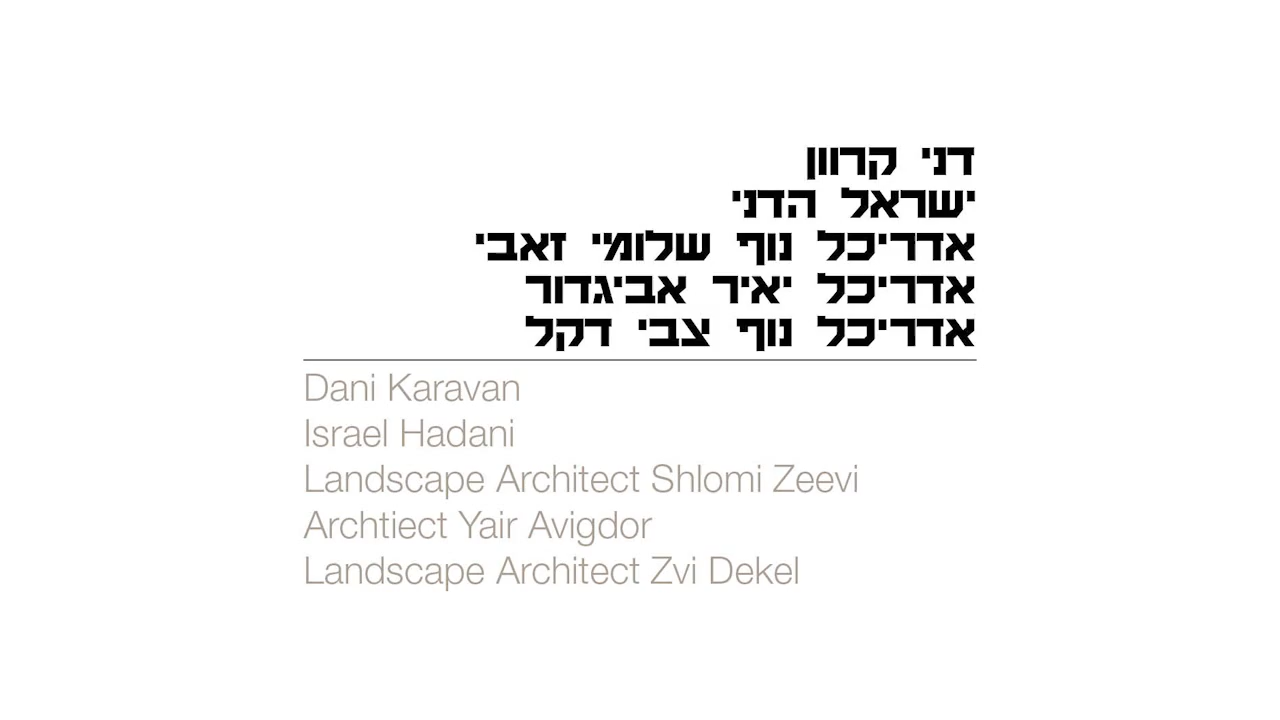 דני קרוון
ישראל הדני
אדריכל נוף שלומי זאבי
אדריכל יאיר אביגדור
אדריכל נוף צבי דקל
Dani Karavan
Israel Hadani
Landscape Architect Shlomi Zeevi
Archtiect Yair Avigdor
Landscape Architect Zvi Dekel